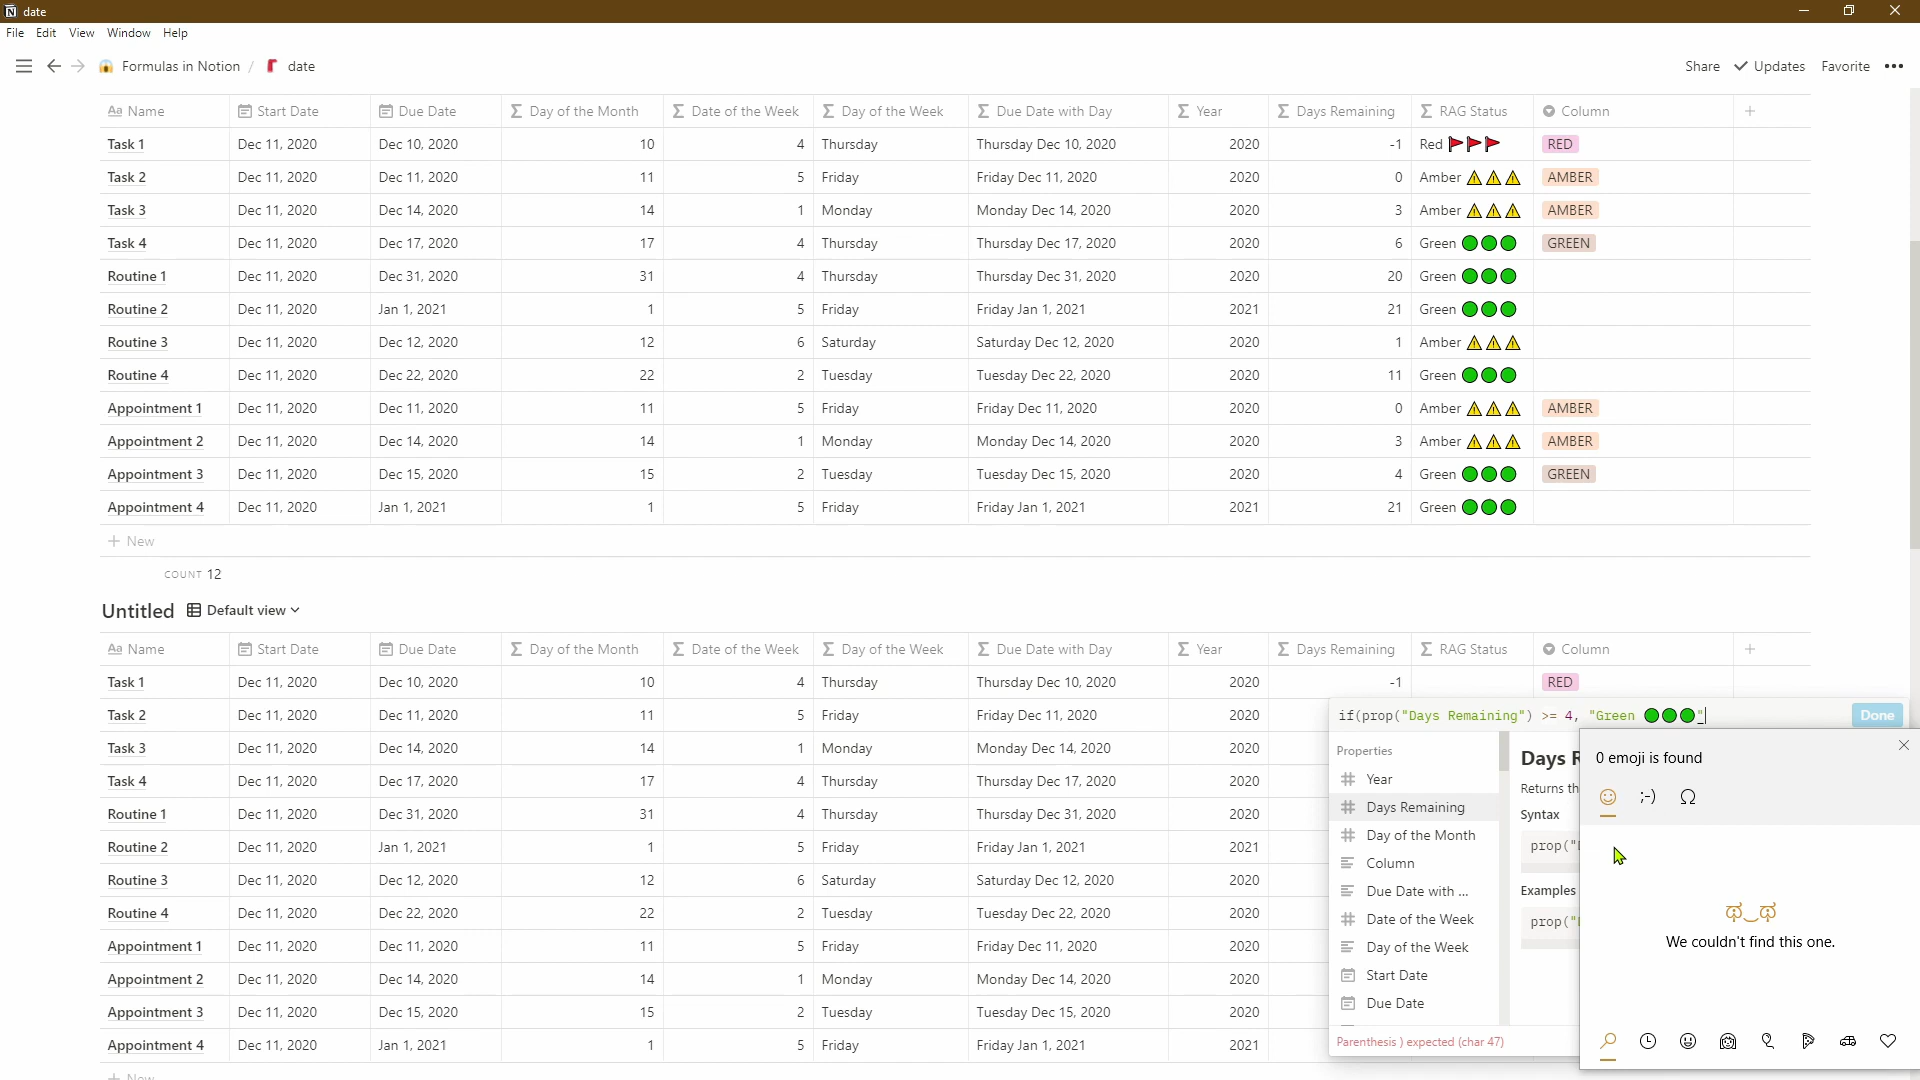 date
File Edit View Window Help
Formulas in Notion / date
Share Updates Favorite •••
Aa Name Start Date Due Date Σ Day of the Month Σ Date of the Week Σ Day of the Week Σ Due Date with Day Σ Year Σ Days Remaining Σ RAG Status Column +
Task 1 Dec 11, 2020 Dec 10, 2020 10 4 Thursday Thursday Dec 10, 2020 2020 -1 Red 🚩🚩🚩 RED
Task 2 Dec 11, 2020 Dec 11, 2020 11 5 Friday Friday Dec 11, 2020 2020 0 Amber ⚠⚠⚠ AMBER
Task 3 Dec 11, 2020 Dec 14, 2020 14 1 Monday Monday Dec 14, 2020 2020 3 Amber ⚠⚠⚠ AMBER
Task 4 Dec 11, 2020 Dec 17, 2020 17 4 Thursday Thursday Dec 17, 2020 2020 6 Green 🟢🟢🟢 GREEN
Routine 1 Dec 11, 2020 Dec 31, 2020 31 4 Thursday Thursday Dec 31, 2020 2020 20 Green 🟢🟢🟢
Routine 2 Dec 11, 2020 Jan 1, 2021 1 5 Friday Friday Jan 1, 2021 2021 21 Green 🟢🟢🟢
Routine 3 Dec 11, 2020 Dec 12, 2020 12 6 Saturday Saturday Dec 12, 2020 2020 1 Amber ⚠⚠⚠
Routine 4 Dec 11, 2020 Dec 22, 2020 22 2 Tuesday Tuesday Dec 22, 2020 2020 11 Green 🟢🟢🟢
Appointment 1 Dec 11, 2020 Dec 11, 2020 11 5 Friday Friday Dec 11, 2020 2020 0 Amber ⚠⚠⚠ AMBER
Appointment 2 Dec 11, 2020 Dec 14, 2020 14 1 Monday Monday Dec 14, 2020 2020 3 Amber ⚠⚠⚠ AMBER
Appointment 3 Dec 11, 2020 Dec 15, 2020 15 2 Tuesday Tuesday Dec 15, 2020 2020 4 Green 🟢🟢🟢 GREEN
Appointment 4 Dec 11, 2020 Jan 1, 2021 1 5 Friday Friday Jan 1, 2021 2021 21 Green 🟢🟢🟢
+ New
COUNT 12
Untitled Default view
Aa Name Start Date Due Date Σ Day of the Month Σ Date of the Week Σ Day of the Week Σ Due Date with Day Σ Year Σ Days Remaining Σ RAG Status Column +
Task 1 Dec 11, 2020 Dec 10, 2020 10 4 Thursday Thursday Dec 10, 2020 2020 -1 RED
Task 2 Dec 11, 2020 Dec 11, 2020 11 5 Friday Friday Dec 11, 2020 2020
Task 3 Dec 11, 2020 Dec 14, 2020 14 1 Monday Monday Dec 14, 2020 2020
Task 4 Dec 11, 2020 Dec 17, 2020 17 4 Thursday Thursday Dec 17, 2020 2020
Routine 1 Dec 11, 2020 Dec 31, 2020 31 4 Thursday Thursday Dec 31, 2020 2020
Routine 2 Dec 11, 2020 Jan 1, 2021 1 5 Friday Friday Jan 1, 2021 2021
Routine 3 Dec 11, 2020 Dec 12, 2020 12 6 Saturday Saturday Dec 12, 2020 2020
Routine 4 Dec 11, 2020 Dec 22, 2020 22 2 Tuesday Tuesday Dec 22, 2020 2020
Appointment 1 Dec 11, 2020 Dec 11, 2020 11 5 Friday Friday Dec 11, 2020 2020
Appointment 2 Dec 11, 2020 Dec 14, 2020 14 1 Monday Monday Dec 14, 2020 2020
Appointment 3 Dec 11, 2020 Dec 15, 2020 15 2 Tuesday Tuesday Dec 15, 2020 2020
Appointment 4 Dec 11, 2020 Jan 1, 2021 1 5 Friday Friday Jan 1, 2021 2021
+ New
if(prop("Days Remaining") >= 4, "Green 🟢🟢🟢" Done
Properties
Year
Days Remaining
Day of the Month
Column
Due Date with ...
Date of the Week
Day of the Week
Start Date
Due Date
Parenthesis ) expected (char 47)
Days R
Returns th
Syntax
prop("
Examples
prop("
0 emoji is found
;-) Ω
We couldn't find this one.